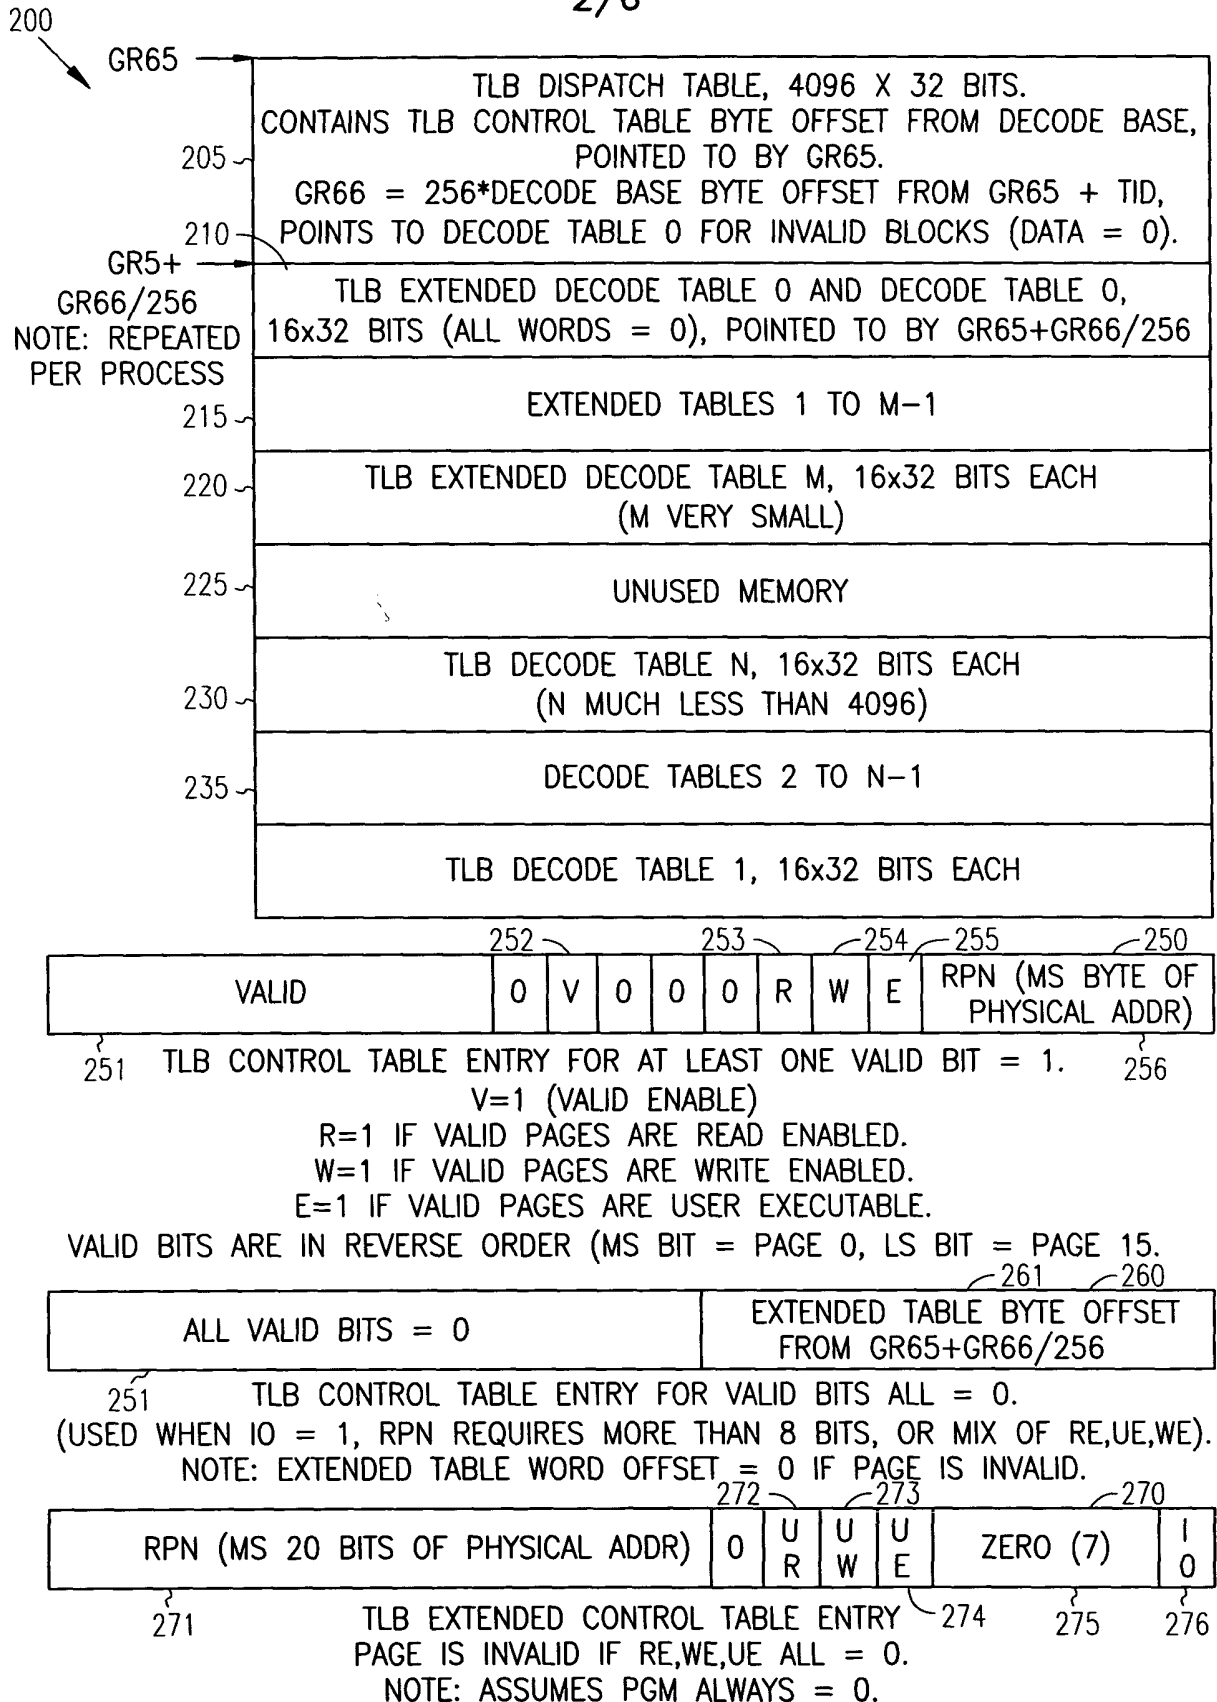 2/6
200
GR65
TLB DISPATCH TABLE, 4096 X 32 BITS.
CONTAINS TLB CONTROL TABLE BYTE OFFSET FROM DECODE BASE,
205
POINTED TO BY GR65.
GR66 = 256*DECODE BASE BYTE OFFSET FROM GR65 + TID,
210
POINTS TO DECODE TABLE 0 FOR INVALID BLOCKS (DATA = 0).
GR5+
GR66/256
NOTE: REPEATED
PER PROCESS
TLB EXTENDED DECODE TABLE 0 AND DECODE TABLE 0,
16x32 BITS (ALL WORDS = 0), POINTED TO BY GR65+GR66/256
215
EXTENDED TABLES 1 TO M-1
220
TLB EXTENDED DECODE TABLE M, 16x32 BITS EACH
(M VERY SMALL)
225
UNUSED MEMORY
230
TLB DECODE TABLE N, 16x32 BITS EACH
(N MUCH LESS THAN 4096)
235
DECODE TABLES 2 TO N-1
TLB DECODE TABLE 1, 16x32 BITS EACH
252 253 254 255 250
VALID 0 V 0 0 0 R W E RPN (MS BYTE OF
PHYSICAL ADDR)
251 TLB CONTROL TABLE ENTRY FOR AT LEAST ONE VALID BIT = 1. 256
V=1 (VALID ENABLE)
R=1 IF VALID PAGES ARE READ ENABLED.
W=1 IF VALID PAGES ARE WRITE ENABLED.
E=1 IF VALID PAGES ARE USER EXECUTABLE.
VALID BITS ARE IN REVERSE ORDER (MS BIT = PAGE 0, LS BIT = PAGE 15.
261 260
ALL VALID BITS = 0 EXTENDED TABLE BYTE OFFSET
FROM GR65+GR66/256
251 TLB CONTROL TABLE ENTRY FOR VALID BITS ALL = 0.
(USED WHEN IO = 1, RPN REQUIRES MORE THAN 8 BITS, OR MIX OF RE,UE,WE).
NOTE: EXTENDED TABLE WORD OFFSET = 0 IF PAGE IS INVALID.
272 273 270
RPN (MS 20 BITS OF PHYSICAL ADDR) 0 UR UW UE ZERO (7) IO
271 TLB EXTENDED CONTROL TABLE ENTRY 274 275 276
PAGE IS INVALID IF RE,WE,UE ALL = 0.
NOTE: ASSUMES PGM ALWAYS = 0.